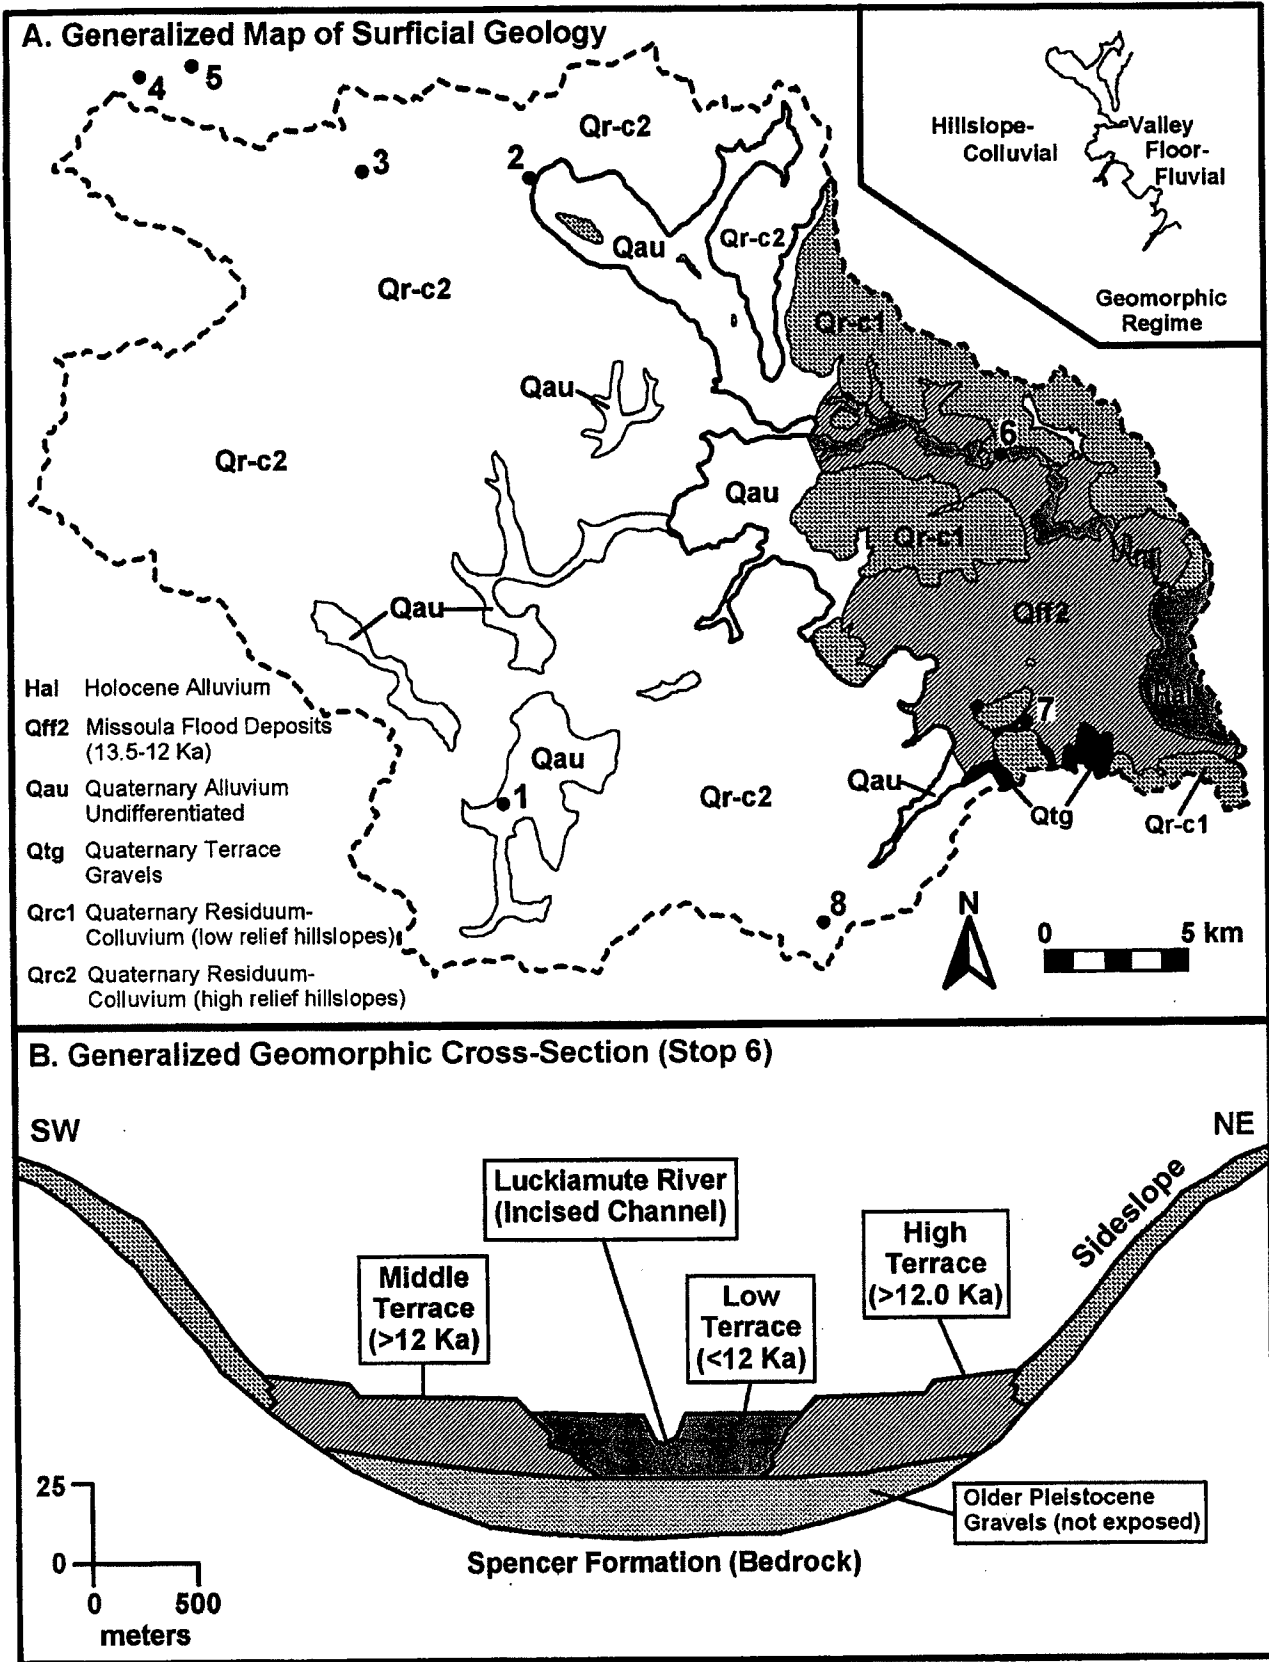 A. Generalized Map of Surficial Geology
4
5
3
2
Qr-c2
Qau
Qr-c2
Qr-c2
Qr-c1
Hillslope-
Colluvial
Valley
Floor-
Fluvial
Geomorphic
Regime
Qau
Qr-c2
Qau
6
Qr-c1
Qau
Qff2
Hal
7
Qau
1
Qr-c2
Qau
Qtg
Qr-c1
8
Hal Holocene Alluvium
Qff2 Missoula Flood Deposits
(13.5-12 Ka)
Qau Quaternary Alluvium
Undifferentiated
Qtg Quaternary Terrace
Gravels
Qrc1 Quaternary Residuum-
Colluvium (low relief hillslopes)
Qrc2 Quaternary Residuum-
Colluvium (high relief hillslopes)
N
0 5 km
B. Generalized Geomorphic Cross-Section (Stop 6)
SW
NE
Luckiamute River
(Incised Channel)
Middle
Terrace
(>12 Ka)
Low
Terrace
(<12 Ka)
High
Terrace
(>12.0 Ka)
Sideslope
Older Pleistocene
Gravels (not exposed)
Spencer Formation (Bedrock)
25
0
0 500
meters